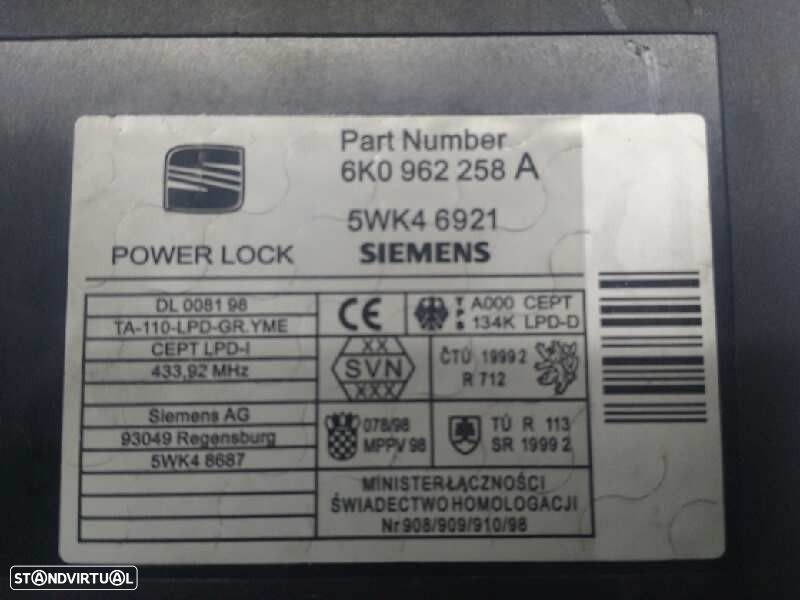 Part Number
6K0 962 258 A
5WK4 6921
POWER LOCK SIEMENS
DL 0081 98
TA-110-LPD-GR.YME
CEPT LPD-I
433,92 MHz
Siemens AG
93049 Regensburg
5WK4 8687
CE
T P S A000 CEPT
134K LPD-D
XX
SVN
XXX
ČTÚ 1999 2
R 712
078/98
MPPV 98
TÚ R 113
SR 1999 2
MINISTER ŁĄCZNOŚCI
ŚWIADECTWO HOMOLOGACJI
Nr 908/909/910/98
STANDVIRTUAL